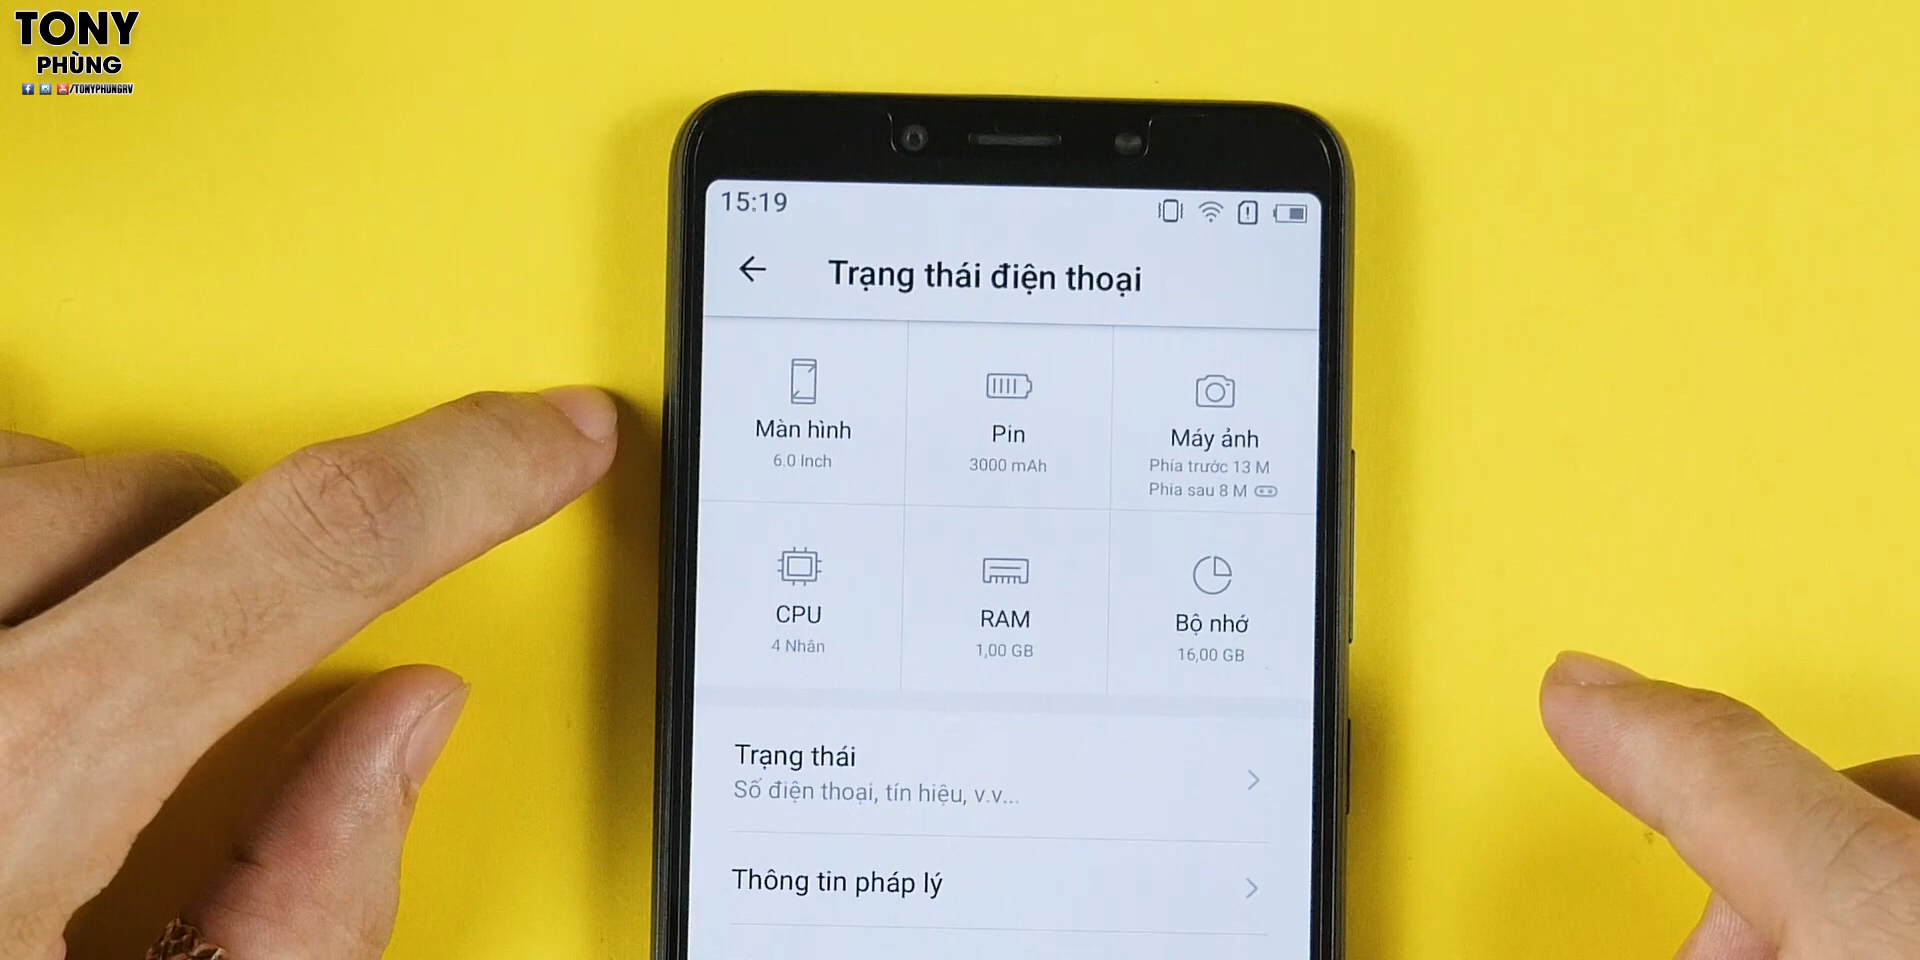 TONY
PHÙNG
/TONYPHUNGRV
15:19
Trạng thái điện thoại
Màn hình
6.0 Inch
Pin
3000 mAh
Máy ảnh
Phía trước 13 M
Phía sau 8 M
CPU
4 Nhân
RAM
1,00 GB
Bộ nhớ
16,00 GB
Trạng thái
Số điện thoại, tín hiệu, v.v...
Thông tin pháp lý